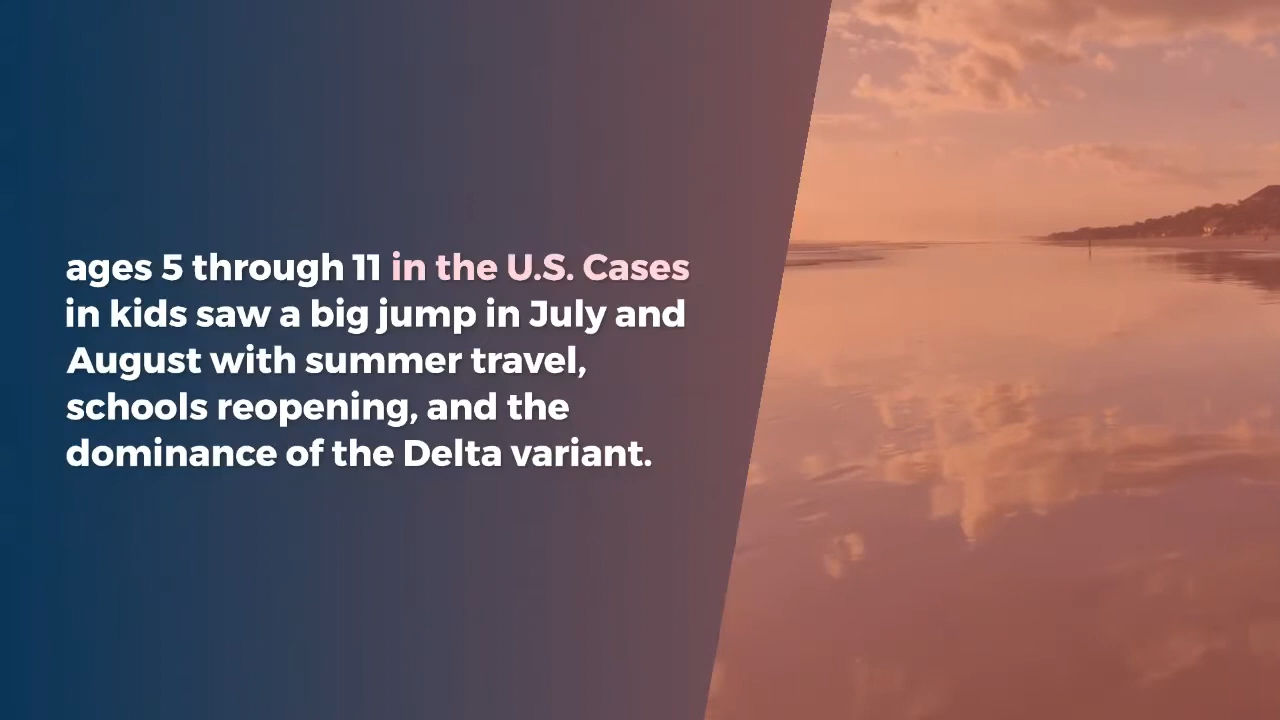 ages 5 through 11 in the U.S. Cases
in kids saw a big jump in July and
August with summer travel,
schools reopening, and the
dominance of the Delta variant.